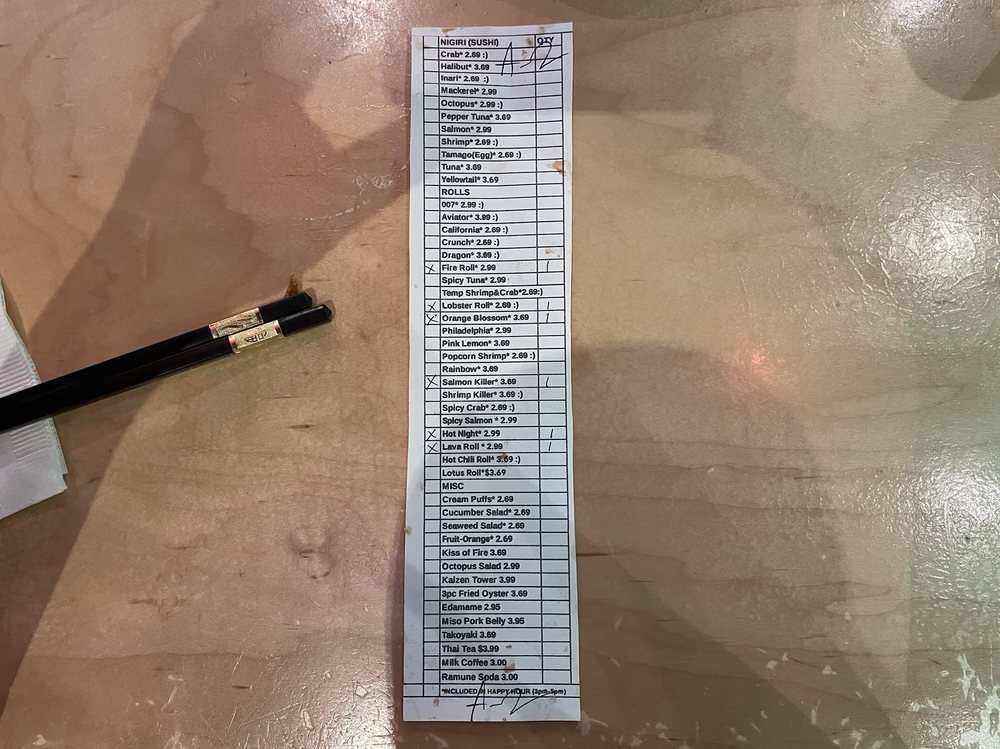 NIGIRI (SUSHI) QTY
Crab* 2.69 :)
Halibut* 3.69
Inari* 2.69 :)
Mackerel* 2.99
Octopus* 2.99 :)
Pepper Tuna* 3.69
Salmon* 2.99
Shrimp* 2.69 :)
Tamago(Egg)* 2.69 :)
Tuna* 3.69
Yellowtail* 3.69
ROLLS
007* 2.99 :)
Aviator* 3.99 :)
California* 2.69 :)
Crunch* 2.69 :)
Dragon* 3.69 :)
X Fire Roll* 2.99 1
Spicy Tuna* 2.99
Temp Shrimp&Crab*2.69:)
X Lobster Roll* 2.69 :) 1
X Orange Blossom* 3.69 1
Philadelphia* 2.99
Pink Lemon* 3.69
Popcorn Shrimp* 2.69 :)
Rainbow* 3.69
X Salmon Killer* 3.69 1
Shrimp Killer* 3.69 :)
Spicy Crab* 2.69 :)
Spicy Salmon * 2.99
X Hot Night* 2.99 1
X Lava Roll * 2.99 1
Hot Chili Roll* 3.69 :)
Lotus Roll*$3.69
MISC
Cream Puffs* 2.69
Cucumber Salad* 2.69
Seaweed Salad* 2.69
Fruit-Orange* 2.69
Kiss of Fire 3.69
Octopus Salad 2.99
Kaizen Tower 3.99
3pc Fried Oyster 3.69
Edamame 2.95
Miso Pork Belly 3.95
Takoyaki 3.69
Thai Tea $3.99
Milk Coffee 3.00
Ramune Soda 3.00
*INCLUDED IN HAPPY HOUR (3pm-5pm)